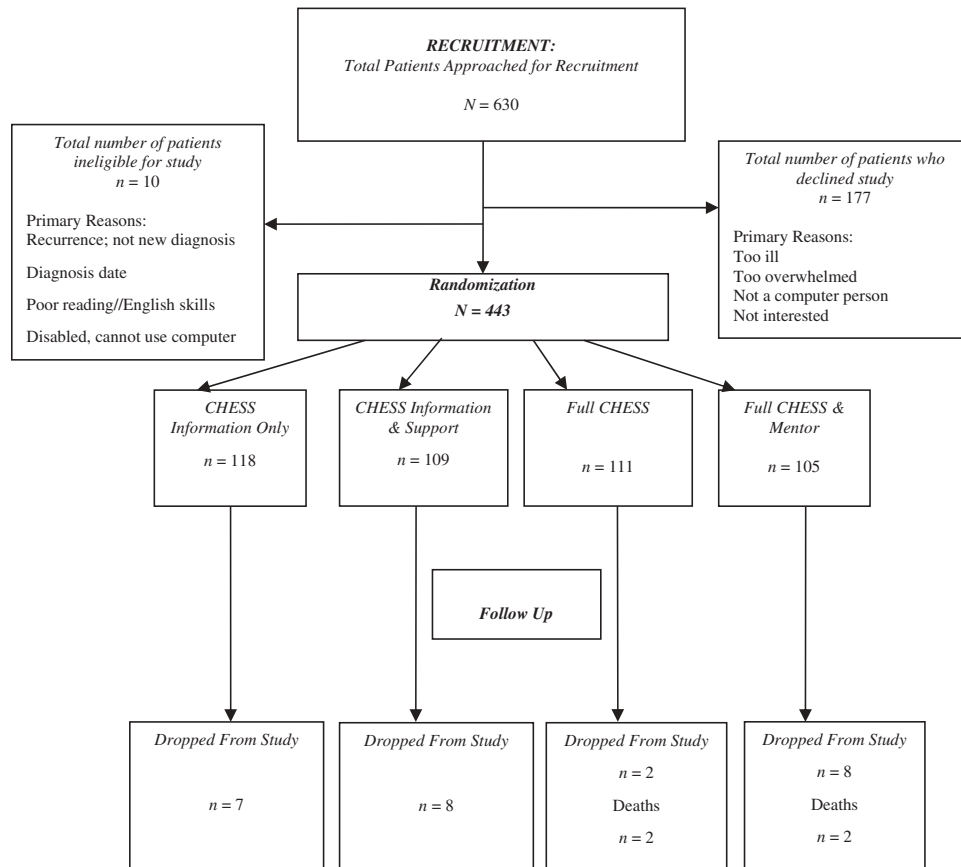 RECRUITMENT:
Total Patients Approached for Recruitment
N = 630
Total number of patients
ineligible for study
n = 10
Primary Reasons:
Recurrence; not new diagnosis
Diagnosis date
Poor reading//English skills
Disabled, cannot use computer
Total number of patients who
declined study
n = 177
Primary Reasons:
Too ill
Too overwhelmed
Not a computer person
Not interested
Randomization
N = 443
CHESS
Information Only
n = 118
CHESS Information
& Support
n = 109
Full CHESS
n = 111
Full CHESS &
Mentor
n = 105
Follow Up
Dropped From Study
n = 7
Dropped From Study
n = 8
Dropped From Study
n = 2
Deaths
n = 2
Dropped From Study
n = 8
Deaths
n = 2